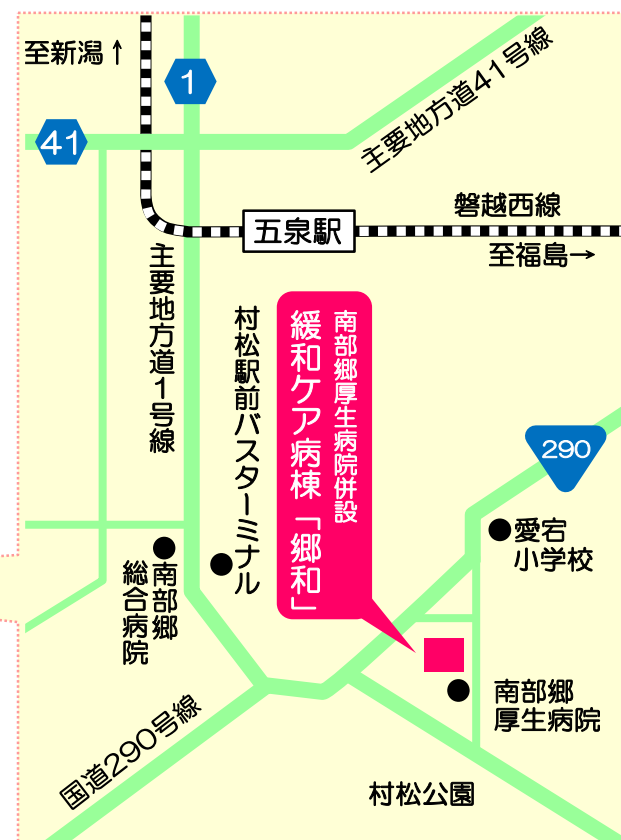 至新潟↑
1
41
主要地方道41号線
磐越西線
五泉駅
至福島→
主要地方道1号線
村松駅前バスターミナル
南部郷厚生病院併設
緩和ケア病棟「郷和」
290
愛宕
小学校
南部郷
総合病院
南部郷
厚生病院
国道290号線
村松公園